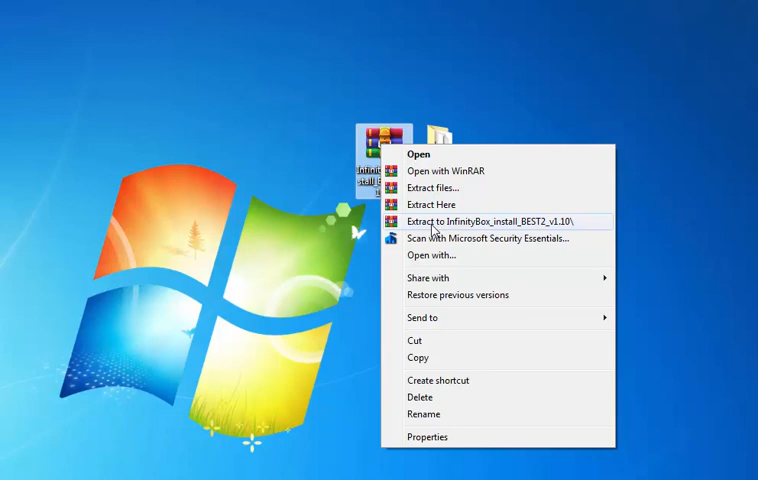 Open
Open with WinRAR
Extract files...
Extract Here
Extract to InfinityBox_install_BEST2_v1.10\
Scan with Microsoft Security Essentials...
Open with...
Share with
Restore previous versions
Send to
Cut
Copy
Create shortcut
Delete
Rename
Properties